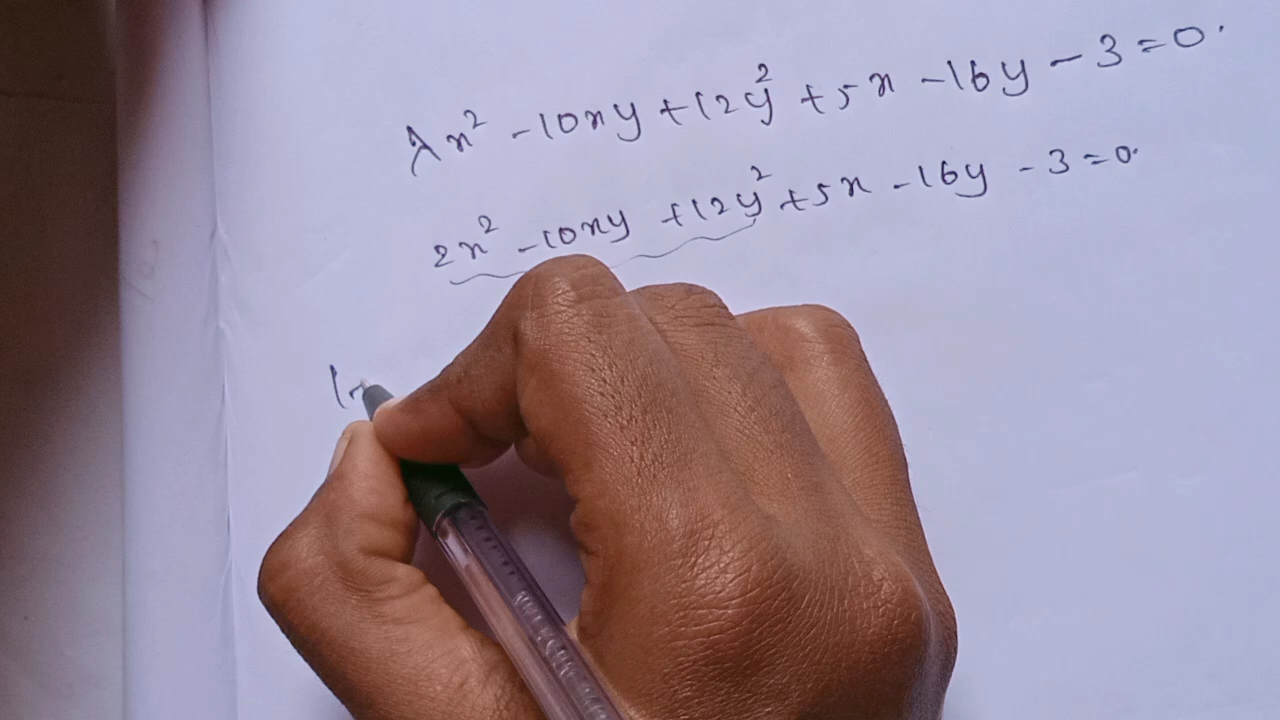 λx² -10xy +12y² +5x -16y -3=0.
2x² -10xy +12y² +5x -16y -3=0.
(